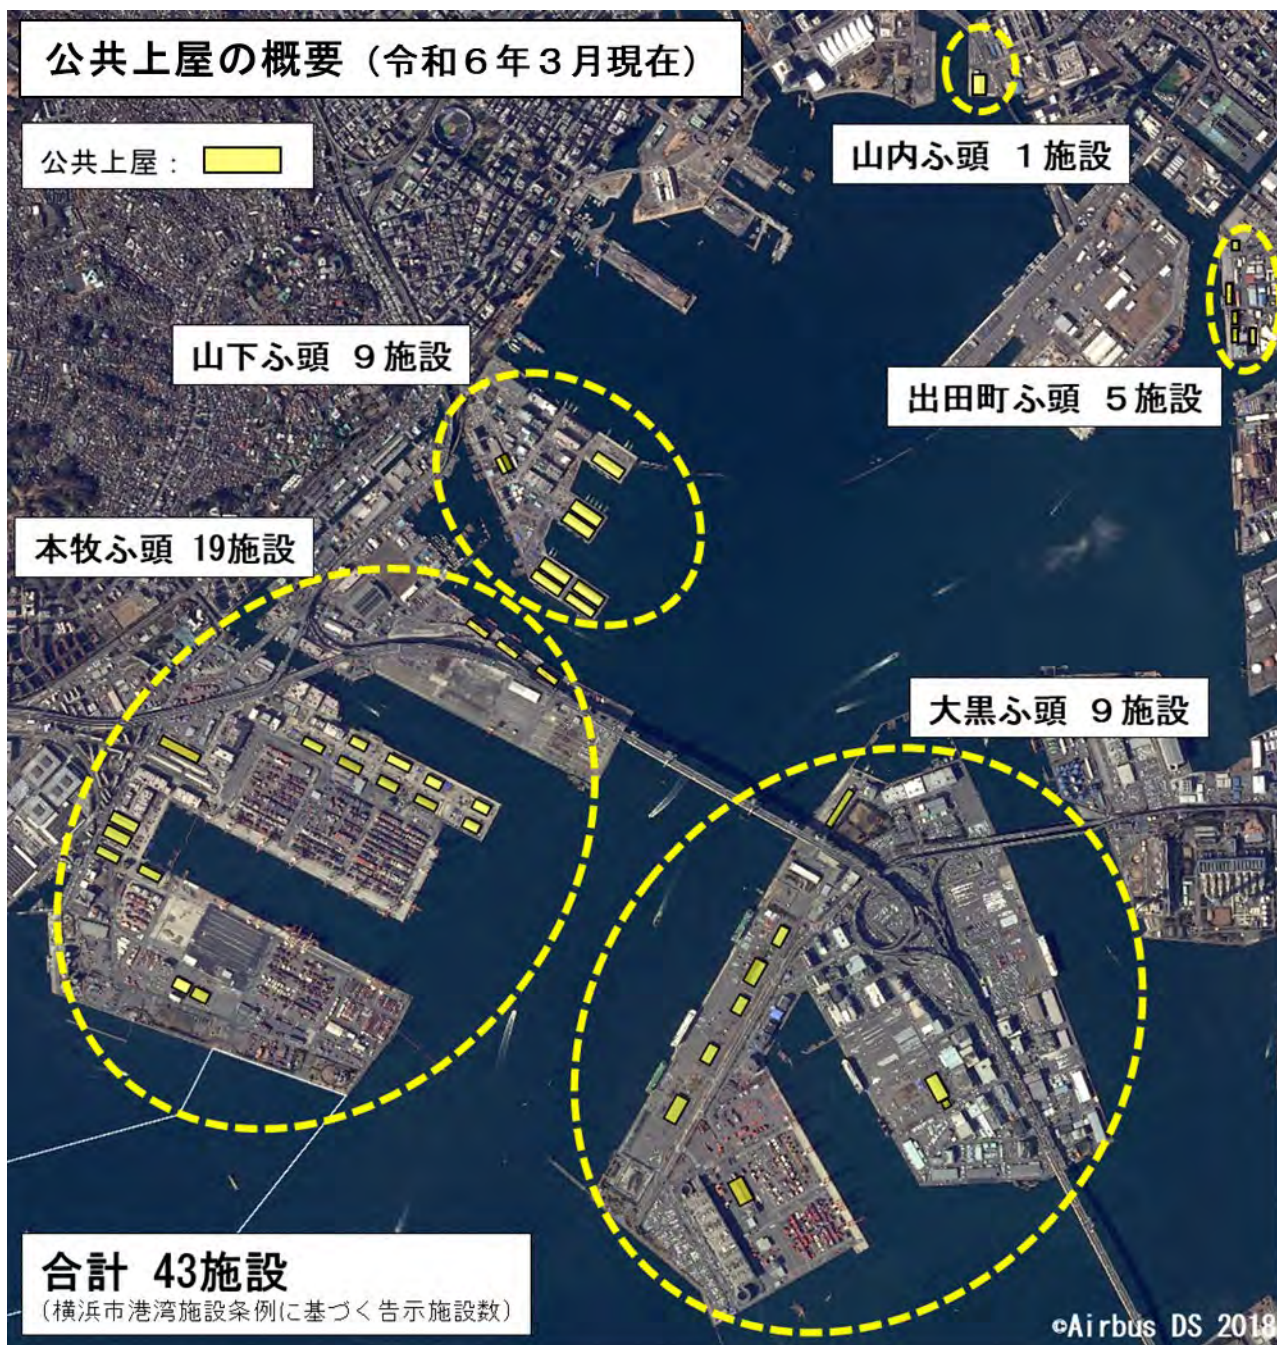 公共上屋の概要（令和６年３月現在）
公共上屋：
山内ふ頭 １施設
山下ふ頭 ９施設
出田町ふ頭 ５施設
本牧ふ頭 19施設
大黒ふ頭 ９施設
合計 43施設
（横浜市港湾施設条例に基づく告示施設数）
©Airbus DS 2018